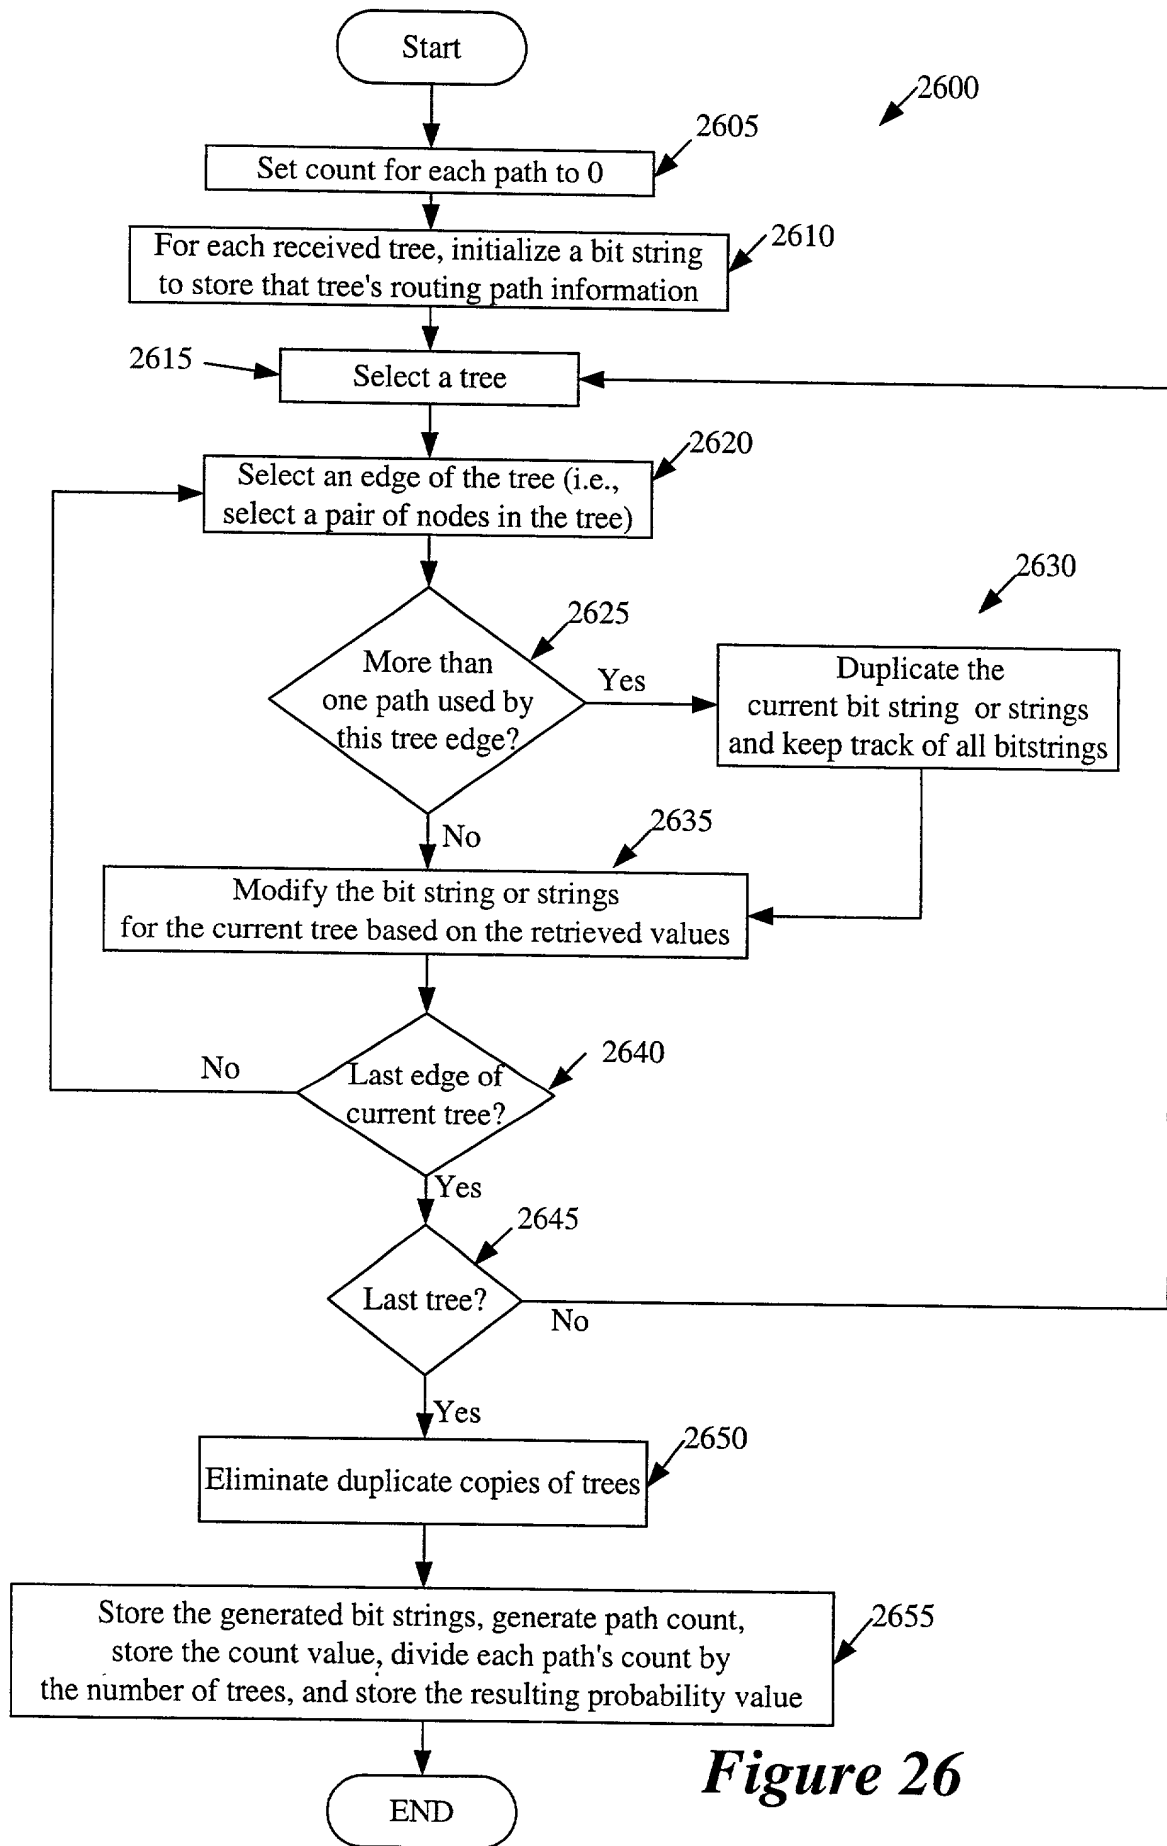 Start
2600
2605
Set count for each path to 0
2610
For each received tree, initialize a bit string
to store that tree's routing path information
2615
Select a tree
2620
Select an edge of the tree (i.e.,
select a pair of nodes in the tree)
2630
2625
More than
one path used by
this tree edge?
Yes
Duplicate the
current bit string or strings
and keep track of all bitstrings
No
2635
Modify the bit string or strings
for the current tree based on the retrieved values
No
2640
Last edge of
current tree?
Yes
2645
Last tree?
No
Yes
2650
Eliminate duplicate copies of trees
2655
Store the generated bit strings, generate path count,
store the count value, divide each path's count by
the number of trees, and store the resulting probability value
Figure 26
END